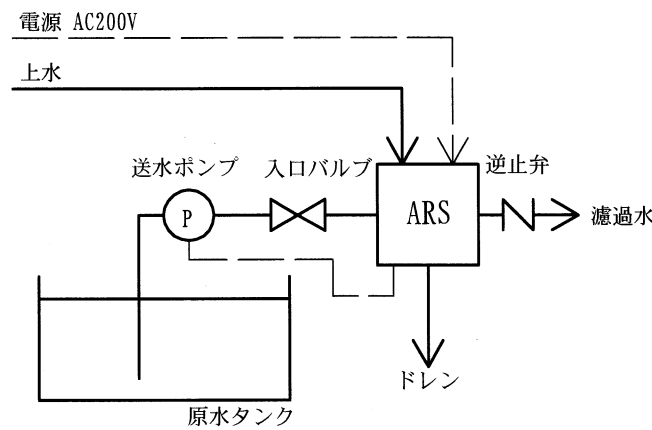 電源 AC200V
上水
送水ポンプ
入口バルブ
逆止弁
P
ARS
濾過水
ドレン
原水タンク